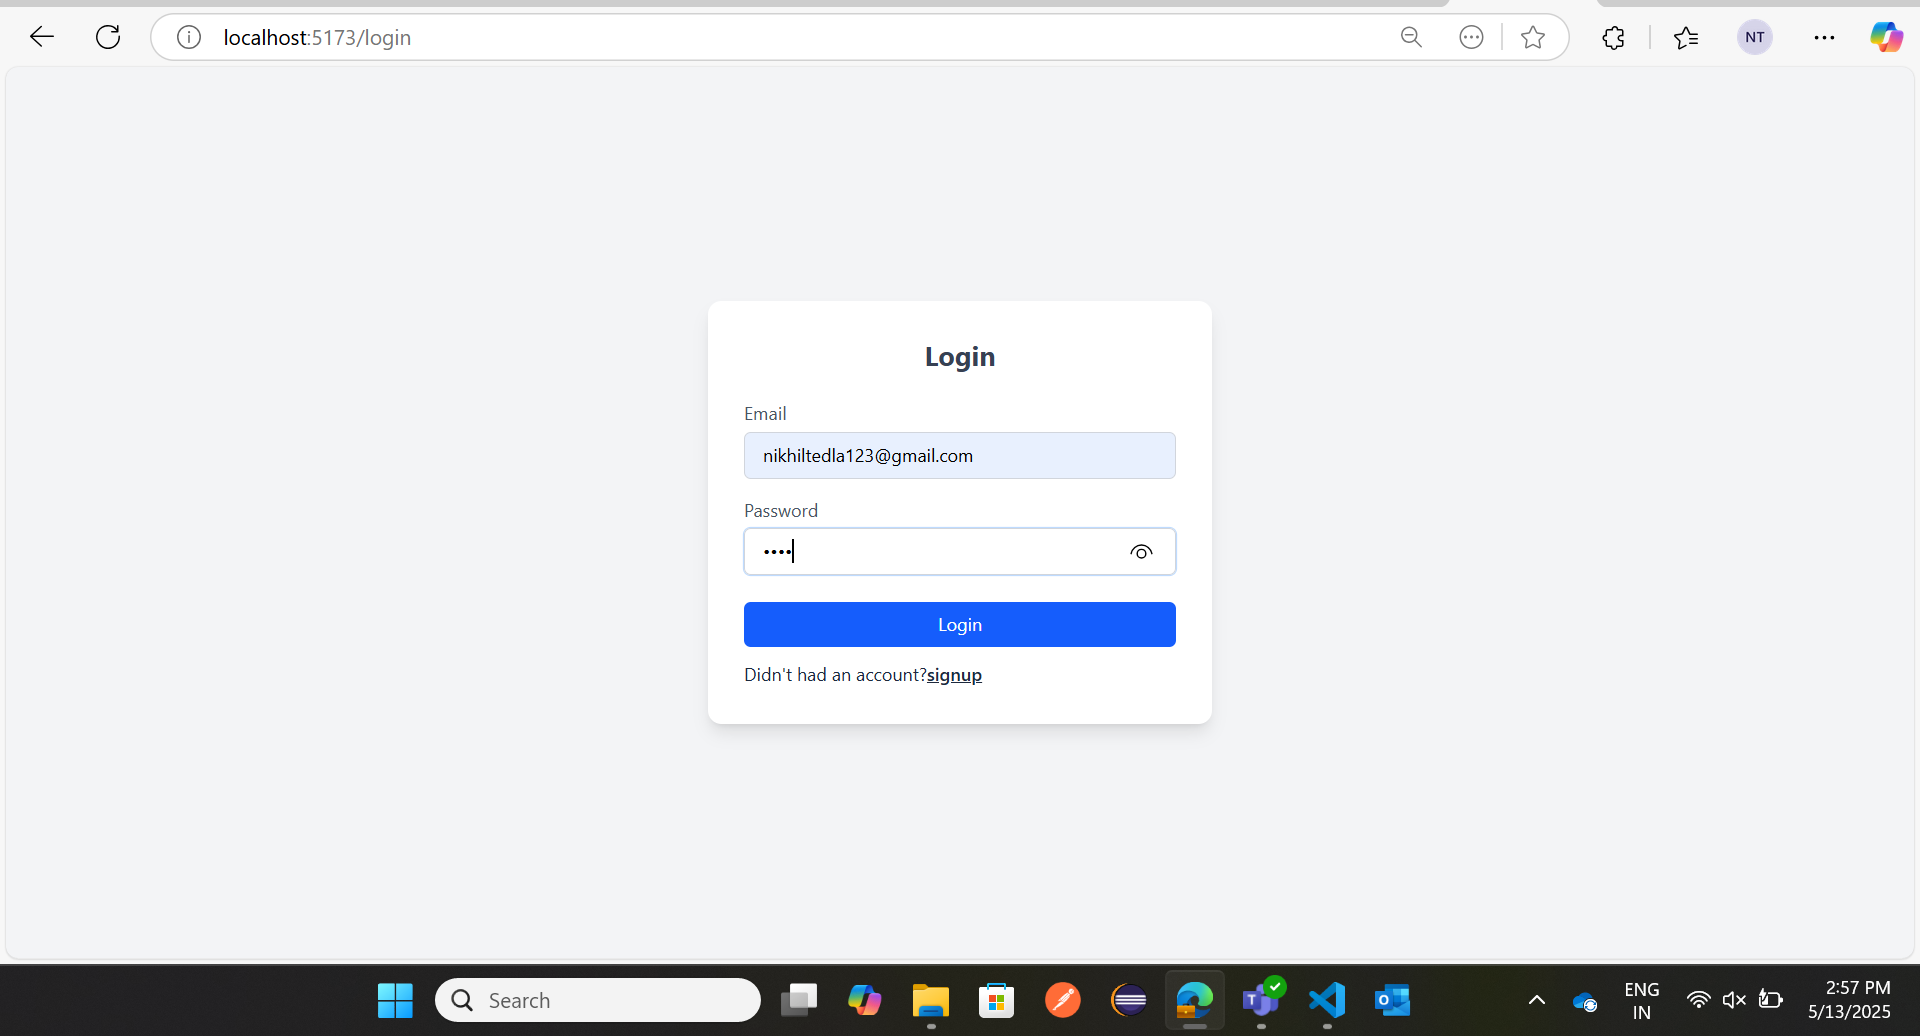 localhost:5173/login
NT
Login
Email
nikhiltedla123@gmail.com
Password
••••
Login
Didn't had an account?signup
Search
ENG
IN
2:57 PM
5/13/2025